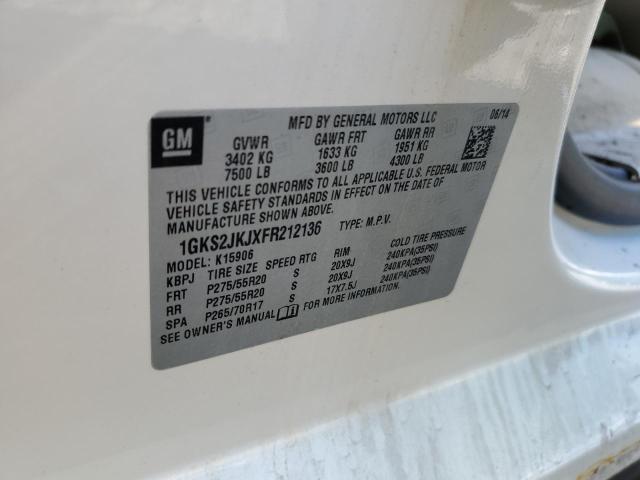 GM
MFD BY GENERAL MOTORS LLC 06/14
GVWR GAWR FRT GAWR RR
3402 KG 1633 KG 1951 KG
7500 LB 3600 LB 4300 LB
THIS VEHICLE CONFORMS TO ALL APPLICABLE U.S. FEDERAL MOTOR
VEHICLE SAFETY STANDARDS IN EFFECT ON THE DATE OF
MANUFACTURE SHOWN ABOVE.
1GKS2JKJXFR212136 TYPE: M.P.V.
MODEL: K15906
KBPJ TIRE SIZE SPEED RTG RIM COLD TIRE PRESSURE
FRT P275/55R20 S 20X9J 240KPA(35PSI)
RR P275/55R20 S 20X9J 240KPA(35PSI)
SPA P265/70R17 S 17X7.5J 240KPA(35PSI)
SEE OWNER'S MANUAL FOR MORE INFORMATION.